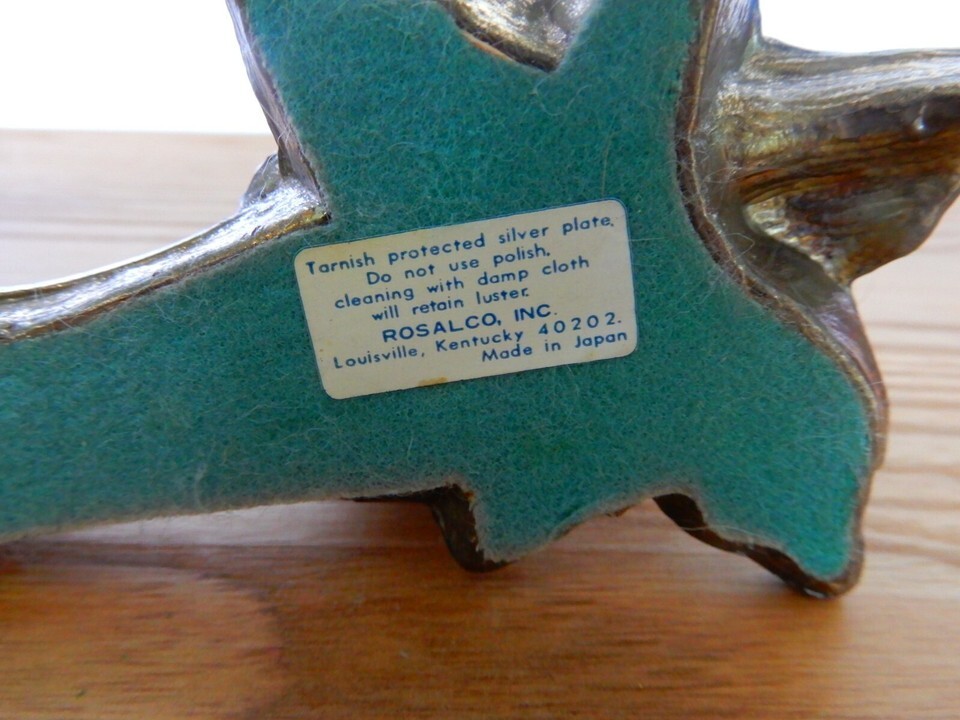 Tarnish protected silver plate.
Do not use polish.
cleaning with damp cloth
will retain luster.
ROSALCO, INC.
Louisville, Kentucky 40202.
Made in Japan